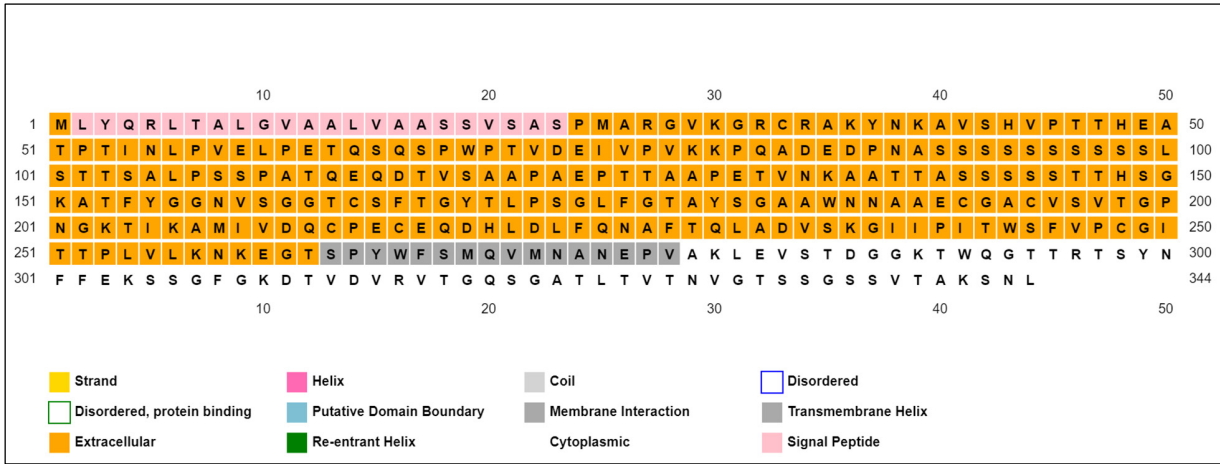 10 20 30 40 50
1 M L Y Q R L T A L G V A A L V A A S S V S A S P M A R G V K G R C R A K Y N K A V S H V P T T H E A 50
51 T P T I N L P V E L P E T Q S Q S P W P T V D E I V P V K K P Q A D E D P N A S S S S S S S S S S L 100
101 S T T S A L P S S P A T Q E Q D T V S A A P A E P T T A A P E T V N K A A T T A S S S S S T T H S G 150
151 K A T F Y G G N V S G G T C S F T G Y T L P S G L F G T A Y S G A A W N N A A E C G A C V S V T G P 200
201 N G K T I K A M I V D Q C P E C E Q D H L D L F Q N A F T Q L A D V S K G I I P I T W S F V P C G I 250
251 T T P L V L K N K E G T S P Y W F S M Q V M N A N E P V A K L E V S T D G G K T W Q G T T R T S Y N 300
301 F F E K S S G F G K D T V D V R V T G Q S G A T L T V T N V G T S S G S S V T A K S N L 344
10 20 30 40 50
Strand Helix Coil Disordered
Disordered, protein binding Putative Domain Boundary Membrane Interaction Transmembrane Helix
Extracellular Re-entrant Helix Cytoplasmic Signal Peptide